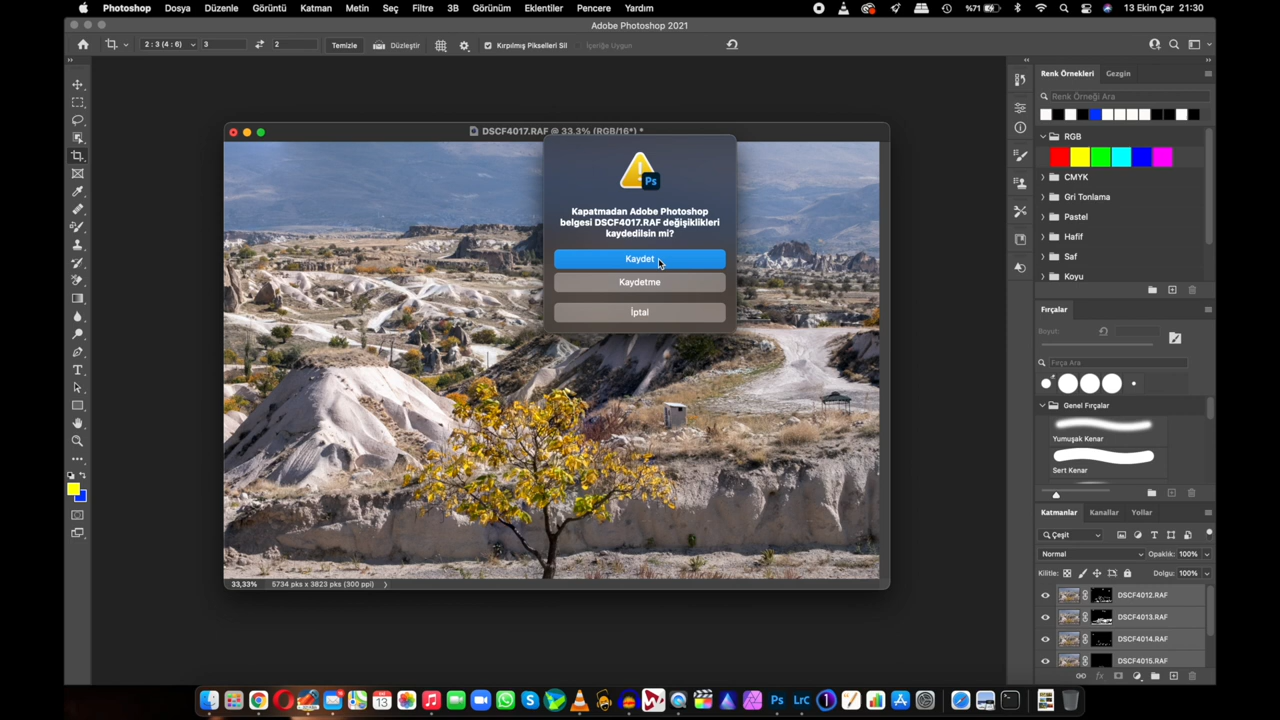 Photoshop Dosya Düzenle Görüntü Katman Metin Seç Filtre 3B Görünüm Eklentiler Pencere Yardım
%71 13 Ekim Çar 21:30
Adobe Photoshop 2021
2 : 3 (4 : 6) 3 2 Temizle Düzleştir Kırpılmış Pikselleri Sil İçeriğe Uygun
DSCF4017.RAF @ 33.3% (RGB/16*) *
Ps
Kapatmadan Adobe Photoshop
belgesi DSCF4017.RAF değişiklikleri
kaydedilsin mi?
Kaydet
Kaydetme
İptal
33,33% 5734 pks x 3823 pks (300 ppi)
Renk Örnekleri Gezgin
Renk Örneği Ara
RGB
CMYK
Gri Tonlama
Pastel
Hafif
Saf
Koyu
Fırçalar
Boyut:
Fırça Ara
Genel Fırçalar
Yumuşak Kenar
Sert Kenar
Katmanlar Kanallar Yollar
Çeşit
Normal Opaklık: 100%
Kilitle: Dolgu: 100%
DSCF4012.RAF
DSCF4013.RAF
DSCF4014.RAF
DSCF4015.RAF
13 Ps LrC